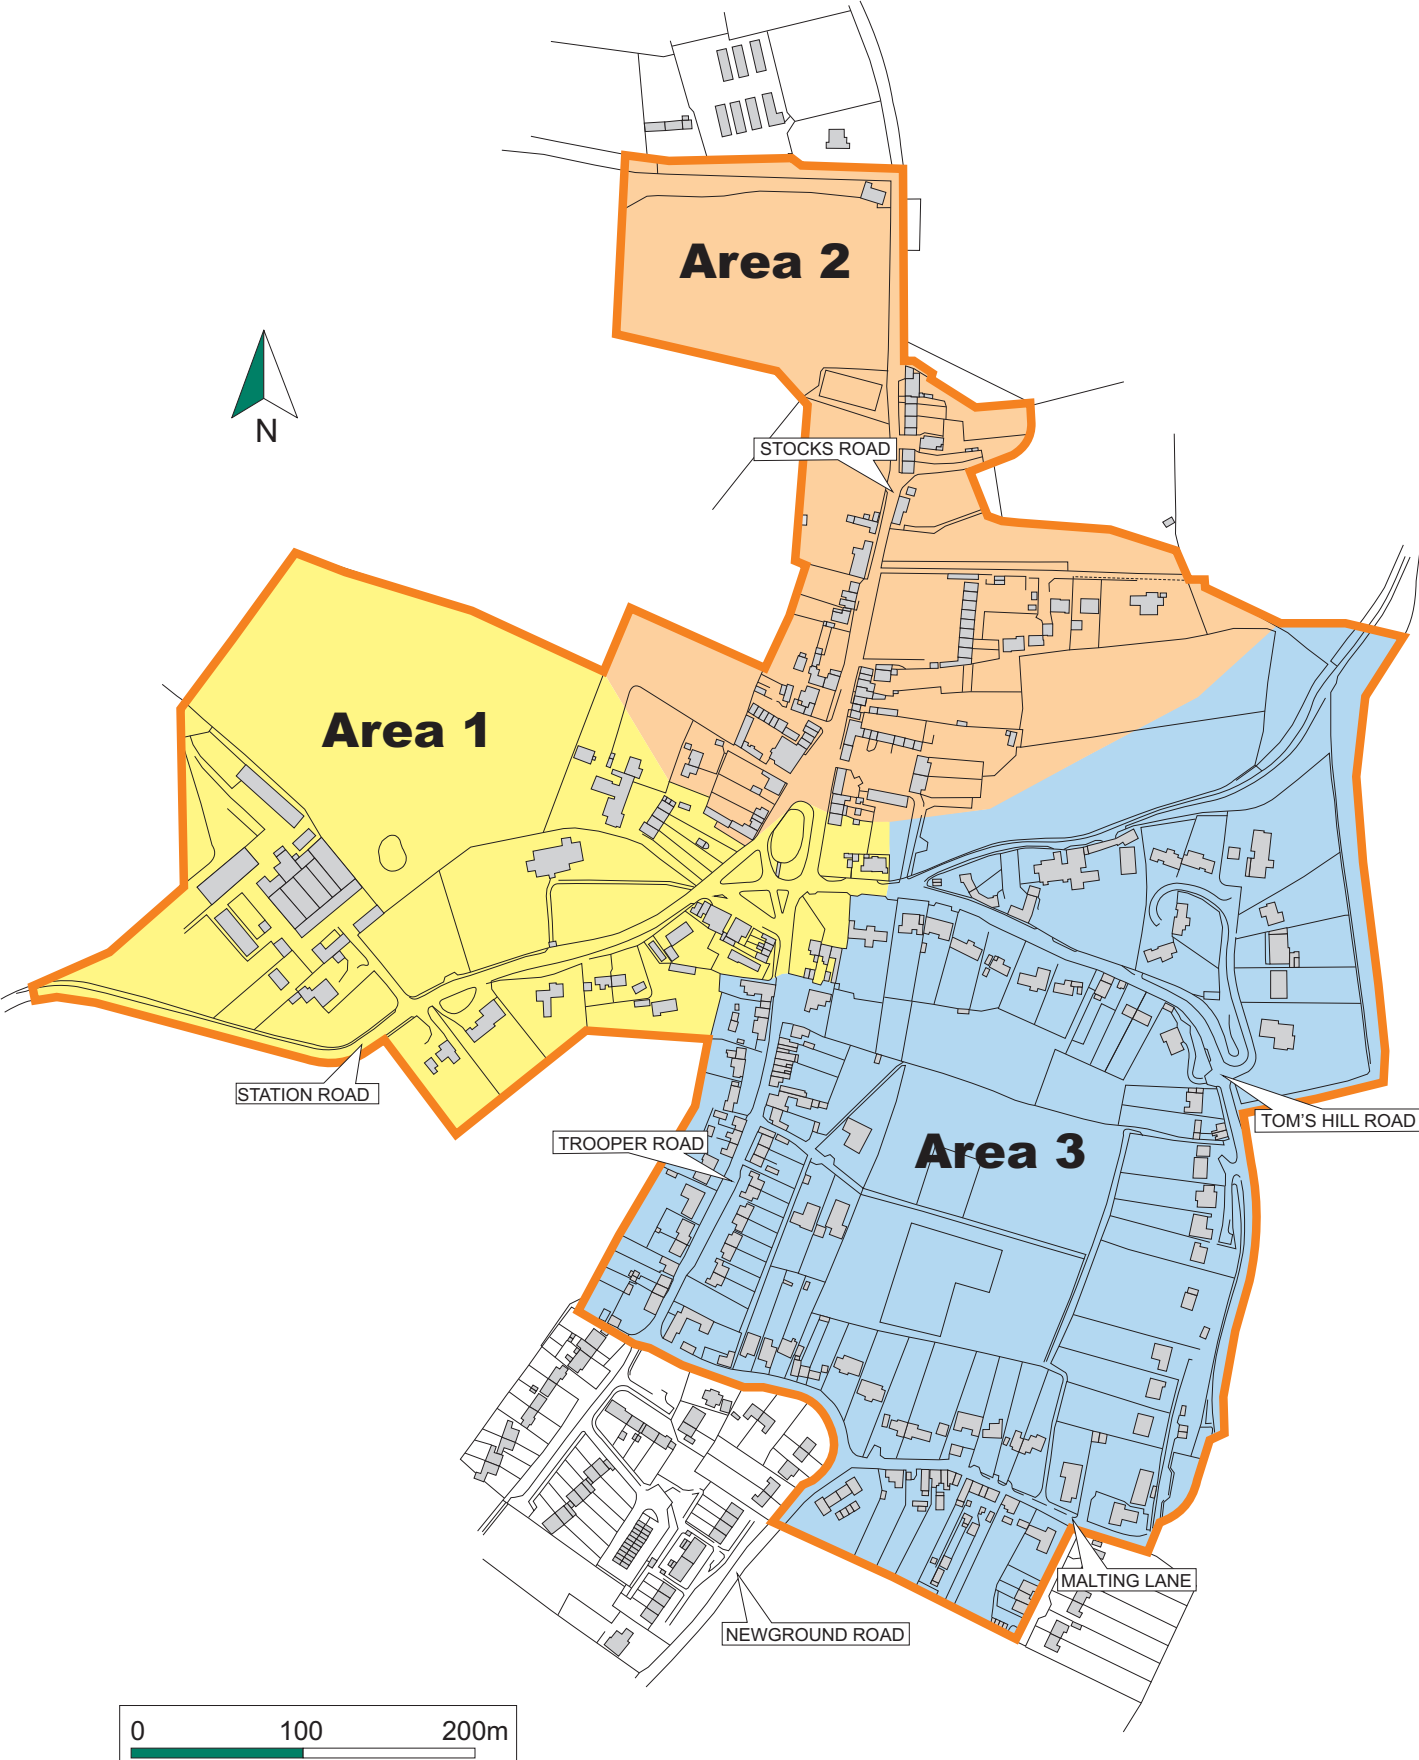 Area 2
N
STOCKS ROAD
Area 1
STATION ROAD
TOM'S HILL ROAD
TROOPER ROAD
Area 3
MALTING LANE
NEWGROUND ROAD
0 100 200m